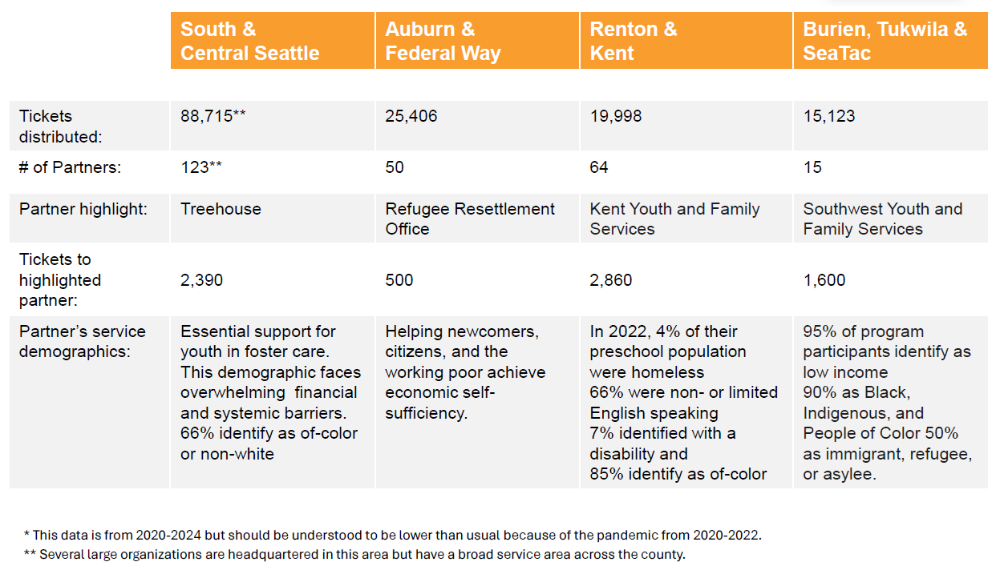 South &
Central Seattle
Auburn &
Federal Way
Renton &
Kent
Burien, Tukwila &
SeaTac
Tickets
distributed:
88,715**
25,406
19,998
15,123
# of Partners:
123**
50
64
15
Partner highlight:
Treehouse
Refugee Resettlement
Office
Kent Youth and Family
Services
Southwest Youth and
Family Services
Tickets to
highlighted
partner:
2,390
500
2,860
1,600
Partner’s service
demographics:
Essential support for
youth in foster care.
This demographic faces
overwhelming  financial
and systemic barriers.
66% identify as of-color
or non-white
Helping newcomers,
citizens, and the
working poor achieve
economic self-
sufficiency.
In 2022, 4% of their
preschool population
were homeless
66% were non- or limited
English speaking
7% identified with a
disability and
85% identify as of-color
95% of program
participants identify as
low income
90% as Black,
Indigenous, and
People of Color 50%
as immigrant, refugee,
or asylee.
* This data is from 2020-2024 but should be understood to be lower than usual because of the pandemic from 2020-2022.
** Several large organizations are headquartered in this area but have a broad service area across the county.